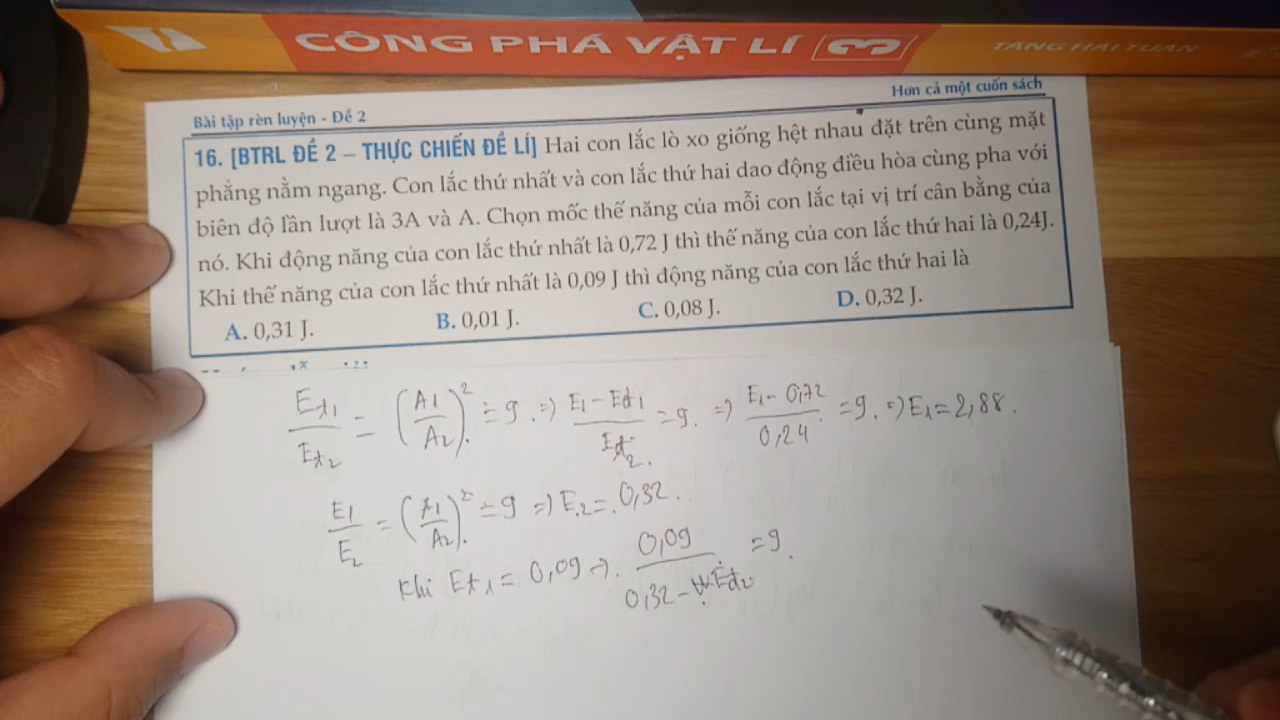 CÔNG PHÁ VẬT LÍ 3 TĂNG HẢI TUÂN
Bài tập rèn luyện - Đề 2 Hơn cả một cuốn sách
16. [BTRL ĐỀ 2 – THỰC CHIẾN ĐỀ LÍ] Hai con lắc lò xo giống hệt nhau đặt trên cùng mặt
phẳng nằm ngang. Con lắc thứ nhất và con lắc thứ hai dao động điều hòa cùng pha với
biên độ lần lượt là 3A và A. Chọn mốc thế năng của mỗi con lắc tại vị trí cân bằng của
nó. Khi động năng của con lắc thứ nhất là 0,72 J thì thế năng của con lắc thứ hai là 0,24J.
Khi thế năng của con lắc thứ nhất là 0,09 J thì động năng của con lắc thứ hai là
A. 0,31 J. B. 0,01 J. C. 0,08 J. D. 0,32 J.
Et1/Et2 = (A1/A2)² = 9 => E1 - Eđ1/Et2 = 9 => E1 - 0,72/0,24 = 9 => E1 = 2,88.
E1/E2 = (A1/A2)² = 9 => E2 = 0,32.
Khi Et1 = 0,09 => 0,09/0,32 - Eđ2 = 9.